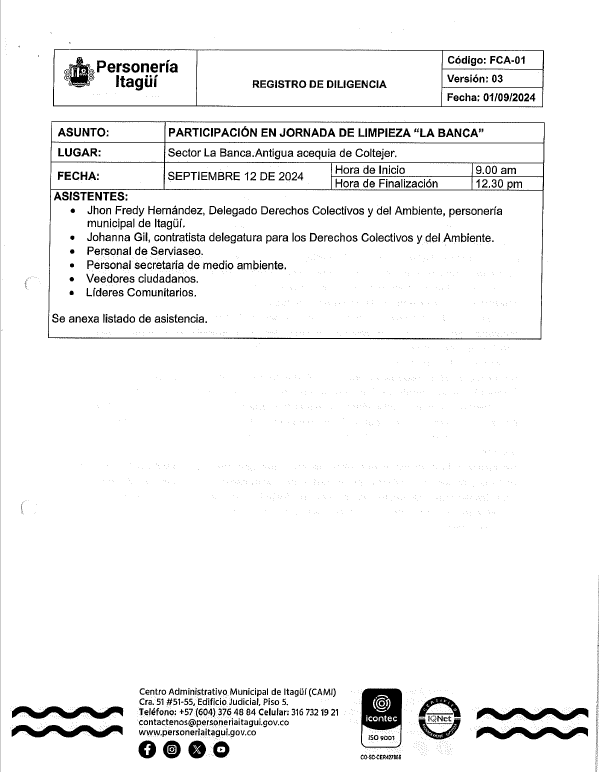 Personería
Itagüí
REGISTRO DE DILIGENCIA
Código: FCA-01
Versión: 03
Fecha: 01/09/2024
ASUNTO: PARTICIPACIÓN EN JORNADA DE LIMPIEZA “LA BANCA”
LUGAR: Sector La Banca.Antigua acequia de Coltejer.
FECHA: SEPTIEMBRE 12 DE 2024 Hora de Inicio 9.00 am
Hora de Finalización 12.30 pm
ASISTENTES:
• Jhon Fredy Hernández, Delegado Derechos Colectivos y del Ambiente, personería
municipal de Itagüí.
• Johanna Gil, contratista delegatura para los Derechos Colectivos y del Ambiente.
• Personal de Serviaseo.
• Personal secretaria de medio ambiente.
• Veedores ciudadanos.
• Líderes Comunitarios.
Se anexa listado de asistencia.
Centro Administrativo Municipal de Itagüí (CAMI)
Cra. 51 #51-55, Edificio Judicial, Piso 5.
Teléfono: +57 (604) 376 48 84 Celular: 316 732 19 21
contactenos@personeriaitagui.gov.co
www.personeriaitagui.gov.co
icontec
ISO 9001
IQNet